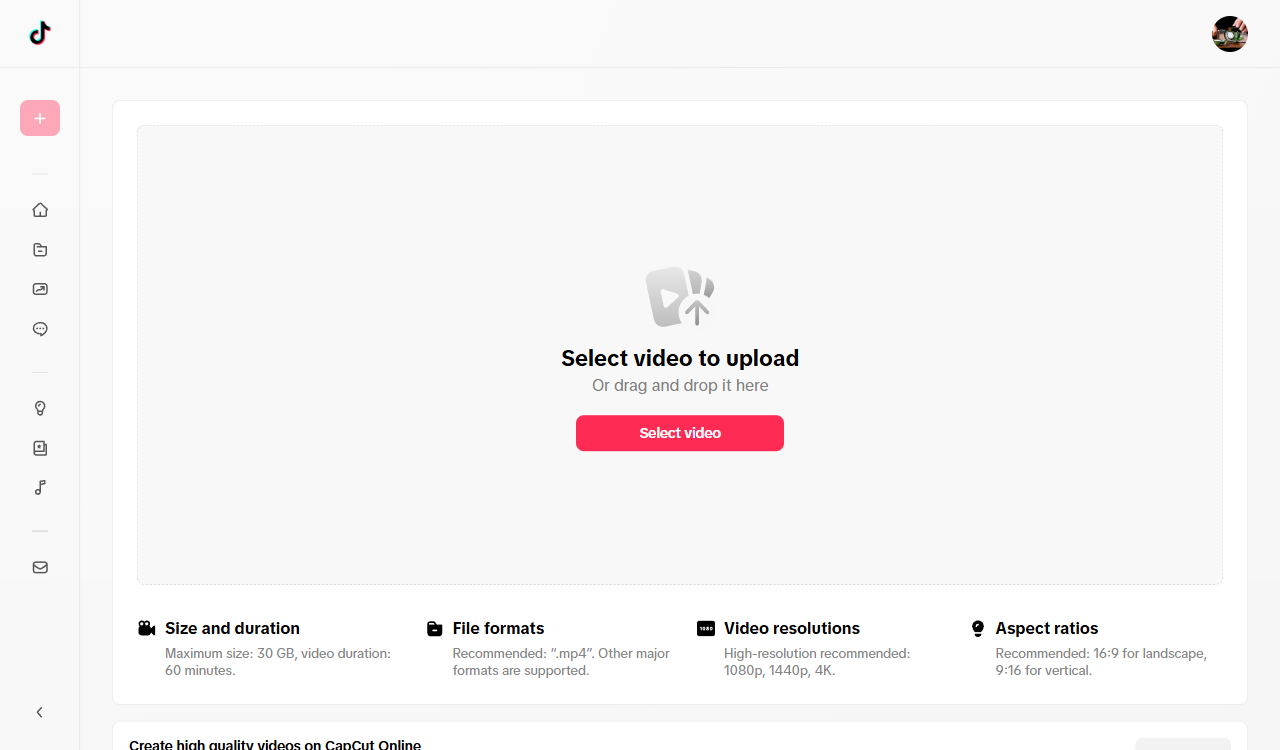 Select video to upload
Or drag and drop it here
Select video
Size and duration
Maximum size: 30 GB, video duration:
60 minutes.
File formats
Recommended: “.mp4”. Other major
formats are supported.
1080
Video resolutions
High-resolution recommended:
1080p, 1440p, 4K.
Aspect ratios
Recommended: 16:9 for landscape,
9:16 for vertical.
Create high quality videos on CapCut Online